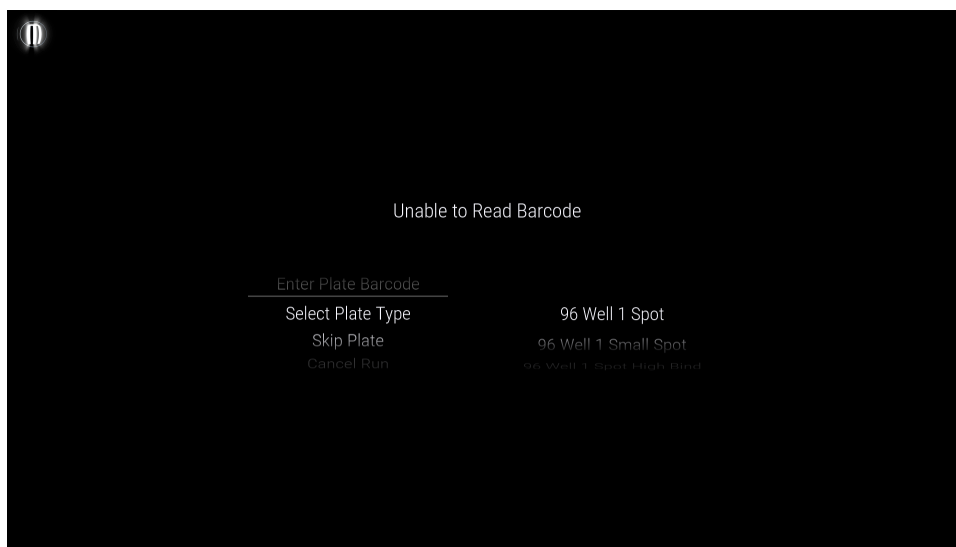 Unable to Read Barcode
Enter Plate Barcode
Select Plate Type
Skip Plate
Cancel Run
96 Well 1 Spot
96 Well 1 Small Spot
96 Well 1 Spot High Bind